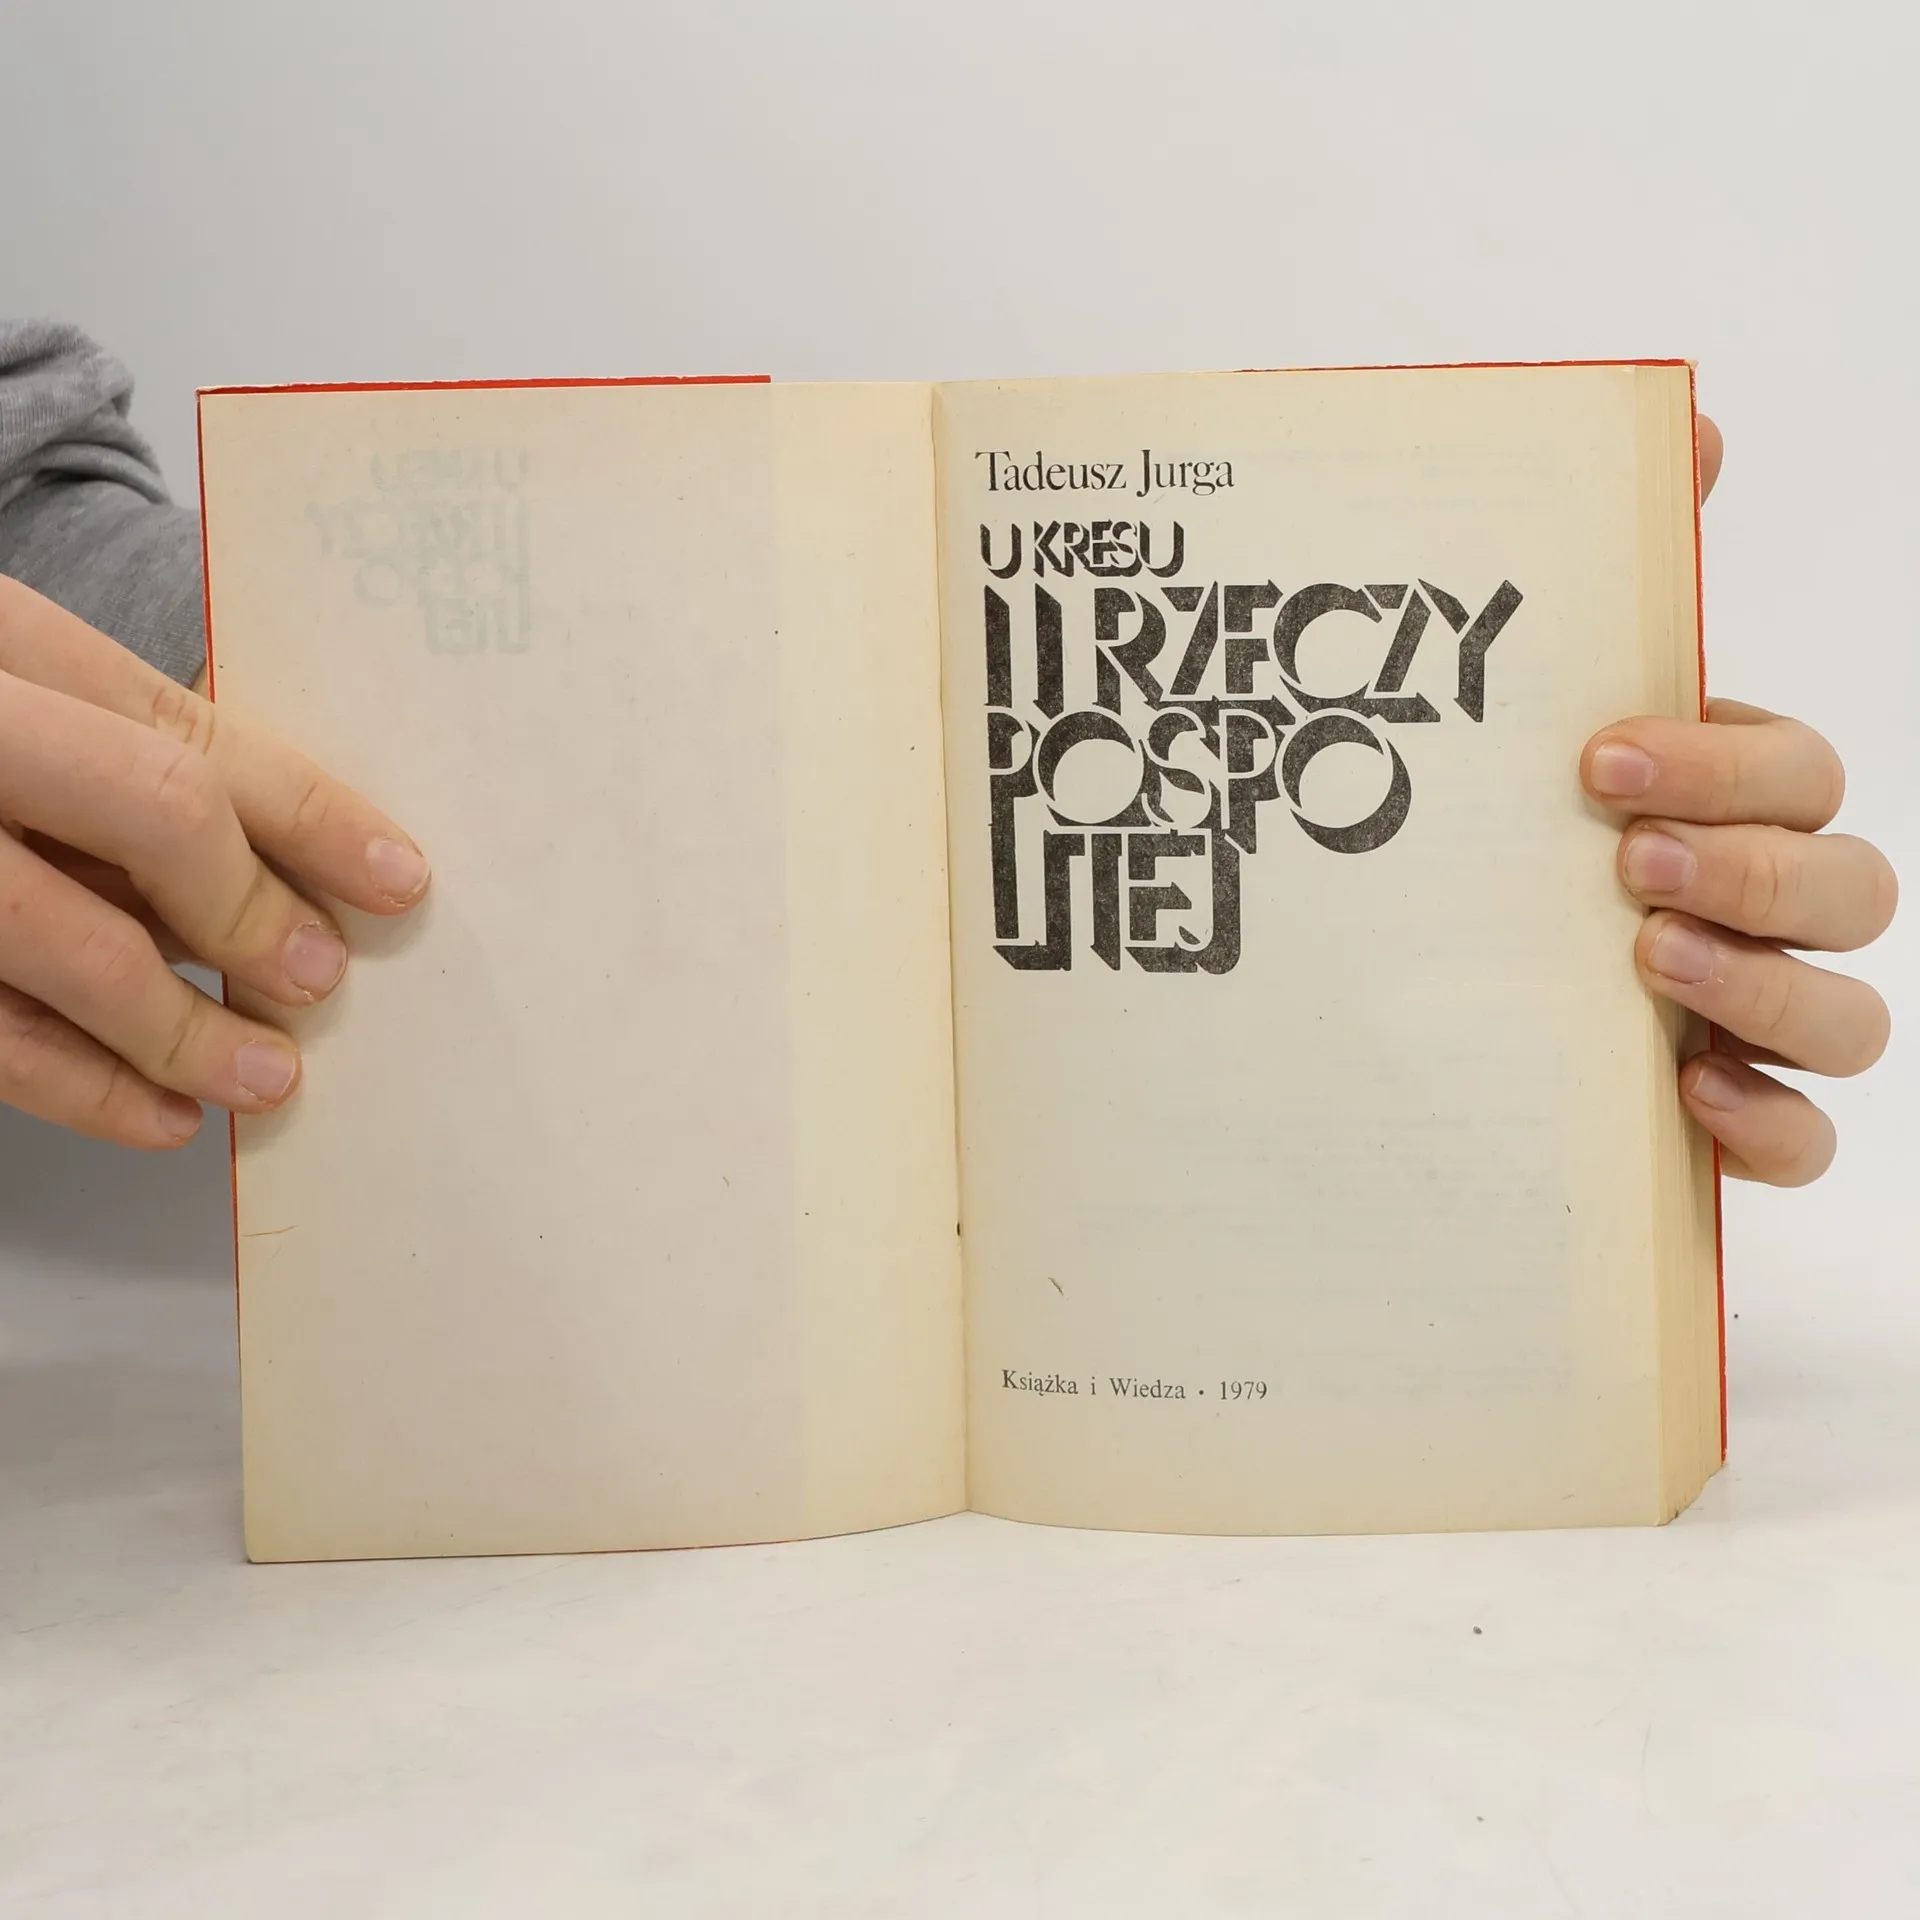 Tadeusz Jurga
U KRESU
II RZECZY
POSPO
LITEJ
Książka i Wiedza • 1979